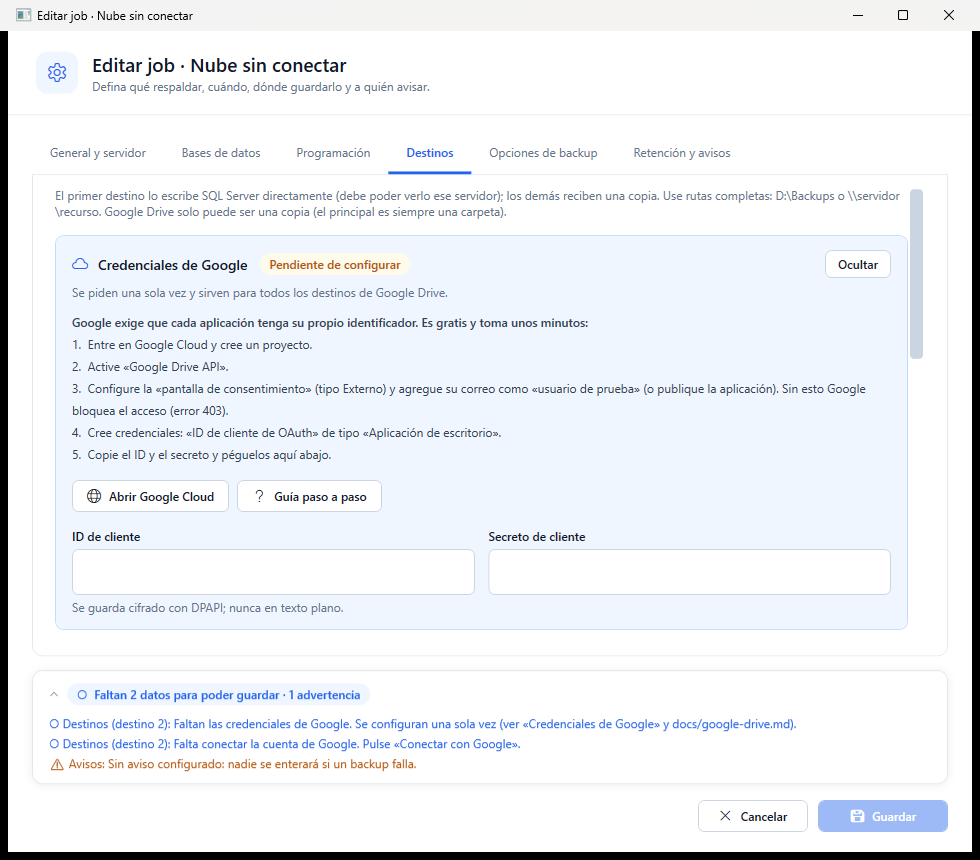 Editar job · Nube sin conectar
Editar job · Nube sin conectar
Defina qué respaldar, cuándo, dónde guardarlo y a quién avisar.
General y servidor
Bases de datos
Programación
Destinos
Opciones de backup
Retención y avisos
El primer destino lo escribe SQL Server directamente (debe poder verlo ese servidor); los demás reciben una copia. Use rutas completas: D:\Backups o \\servidor
\recurso. Google Drive solo puede ser una copia (el principal es siempre una carpeta).
Credenciales de Google
Pendiente de configurar
Ocultar
Se piden una sola vez y sirven para todos los destinos de Google Drive.
Google exige que cada aplicación tenga su propio identificador. Es gratis y toma unos minutos:
1. Entre en Google Cloud y cree un proyecto.
2. Active «Google Drive API».
3. Configure la «pantalla de consentimiento» (tipo Externo) y agregue su correo como «usuario de prueba» (o publique la aplicación). Sin esto Google
bloquea el acceso (error 403).
4. Cree credenciales: «ID de cliente de OAuth» de tipo «Aplicación de escritorio».
5. Copie el ID y el secreto y péguelos aquí abajo.
Abrir Google Cloud
? Guía paso a paso
ID de cliente
Secreto de cliente
Se guarda cifrado con DPAPI; nunca en texto plano.
Faltan 2 datos para poder guardar · 1 advertencia
Destinos (destino 2): Faltan las credenciales de Google. Se configuran una sola vez (ver «Credenciales de Google» y docs/google-drive.md).
Destinos (destino 2): Falta conectar la cuenta de Google. Pulse «Conectar con Google».
Avisos: Sin aviso configurado: nadie se enterará si un backup falla.
Cancelar
Guardar